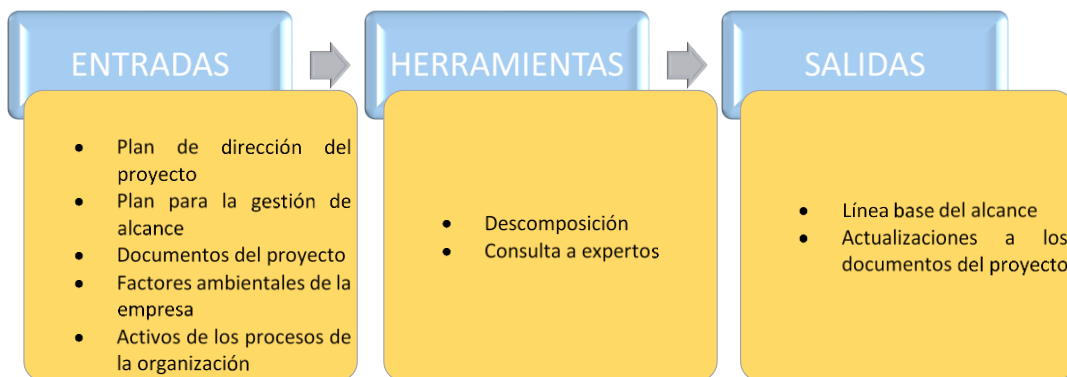 ENTRADAS
• Plan de dirección del
proyecto
• Plan para la gestión de
alcance
• Documentos del proyecto
• Factores ambientales de la
empresa
• Activos de los procesos de
la organización
HERRAMIENTAS
• Descomposición
• Consulta a expertos
SALIDAS
• Línea base del alcance
• Actualizaciones a los
documentos del proyecto